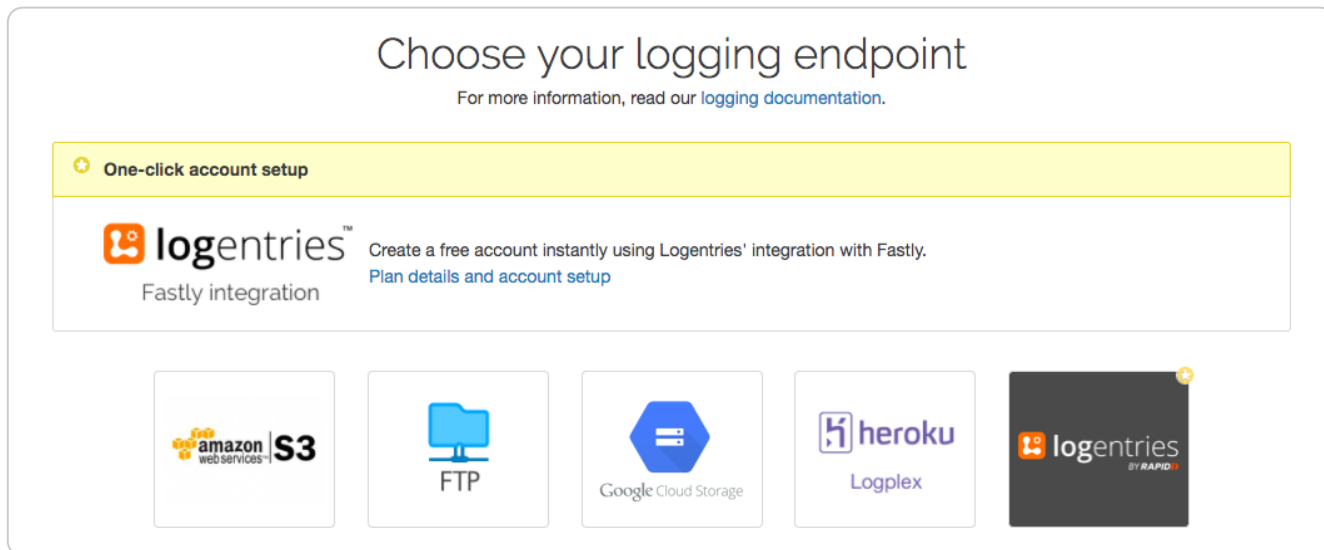 Choose your logging endpoint
For more information, read our logging documentation.
One-click account setup
logentries™
Fastly integration
Create a free account instantly using Logentries' integration with Fastly.
Plan details and account setup
amazon
web services™
S3
FTP
Google Cloud Storage
heroku
Logplex
logentries
BY RAPID7